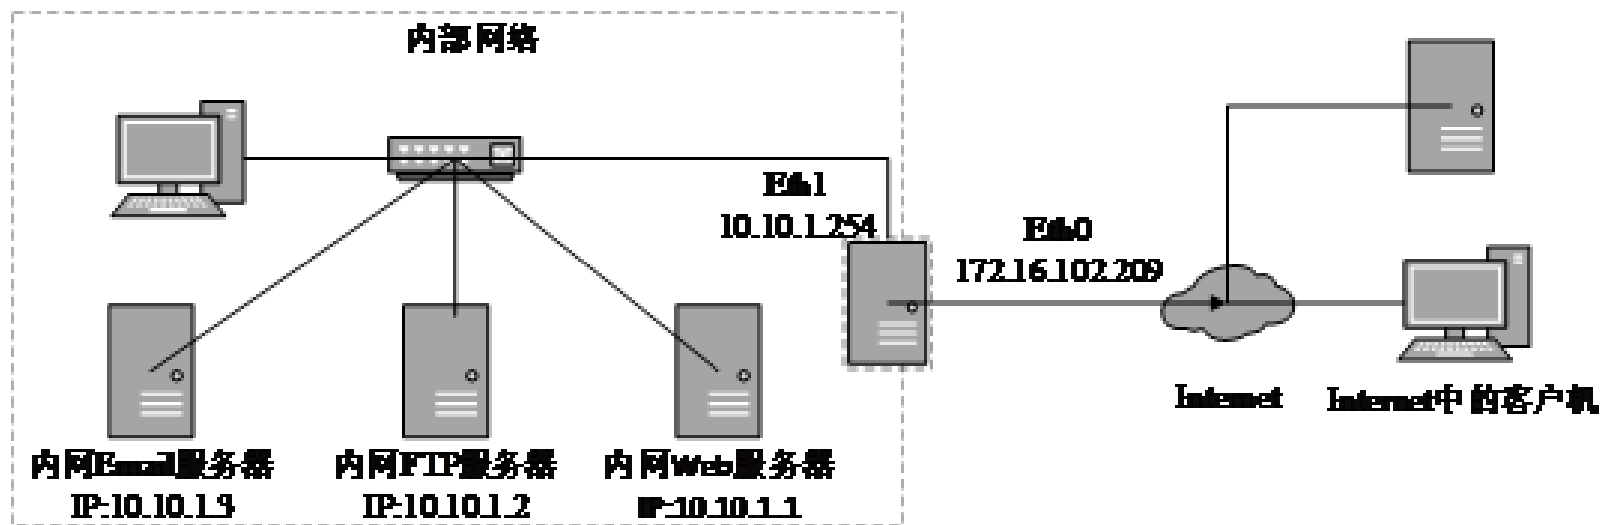 内部网络
Eth1
10.10.1.254
Eth0
172.16.102.209
Internet
Internet中的客户机
内网Email服务器
IP:10.10.1.3
内网FTP服务器
IP:10.10.1.2
内网Web服务器
IP:10.10.1.1